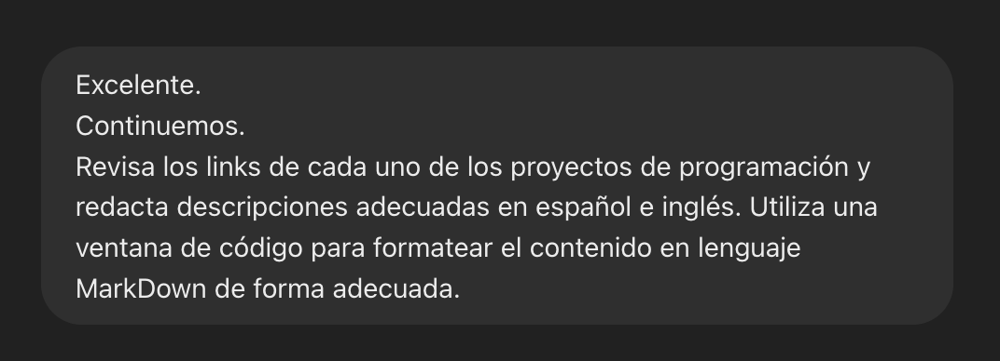 Excelente.
Continuemos.
Revisa los links de cada uno de los proyectos de programación y
redacta descripciones adecuadas en español e inglés. Utiliza una
ventana de código para formatear el contenido en lenguaje
MarkDown de forma adecuada.